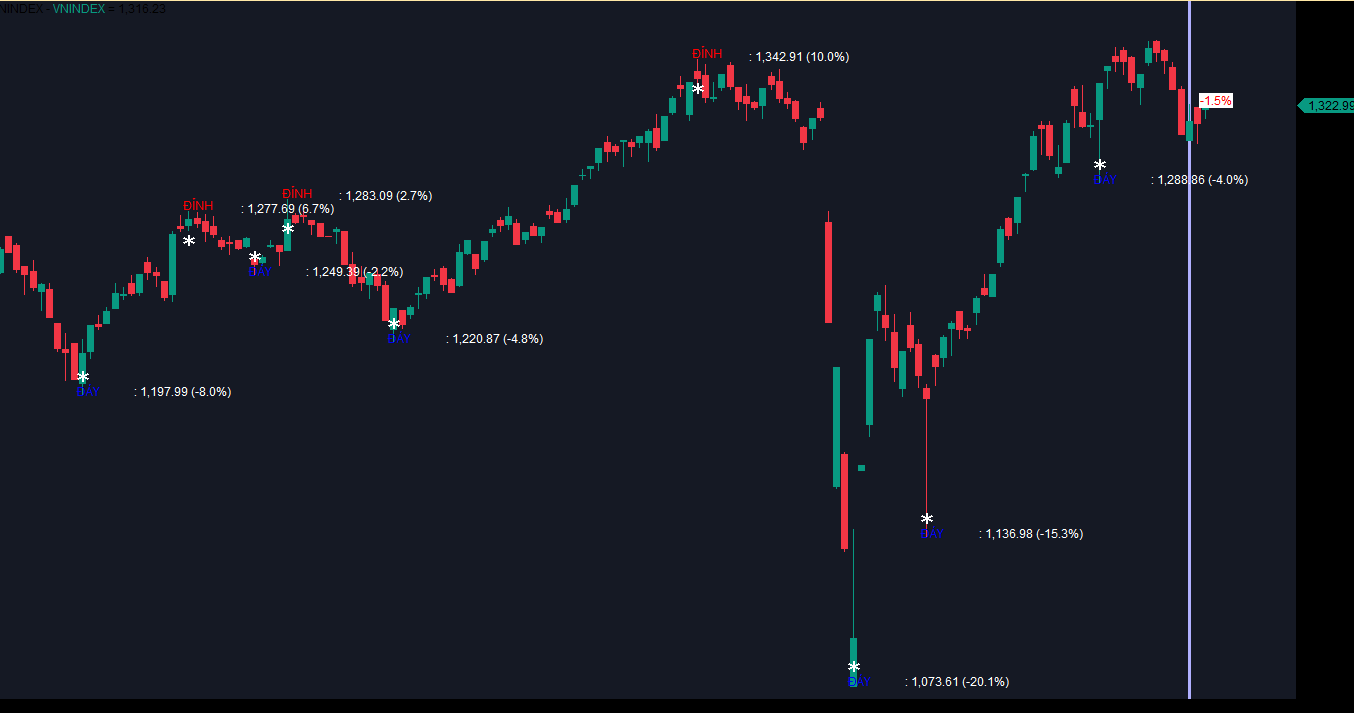 VNINDEX - VNINDEX = 1,316.23
ĐỈNH : 1,342.91 (10.0%)
-1.5%
1,322.99
ĐÁY : 1,288.86 (-4.0%)
ĐỈNH : 1,283.09 (2.7%)
ĐỈNH : 1,277.69 (6.7%)
ĐÁY : 1,249.39 (-2.2%)
ĐÁY : 1,220.87 (-4.8%)
ĐÁY : 1,197.99 (-8.0%)
ĐÁY : 1,136.98 (-15.3%)
ĐÁY : 1,073.61 (-20.1%)